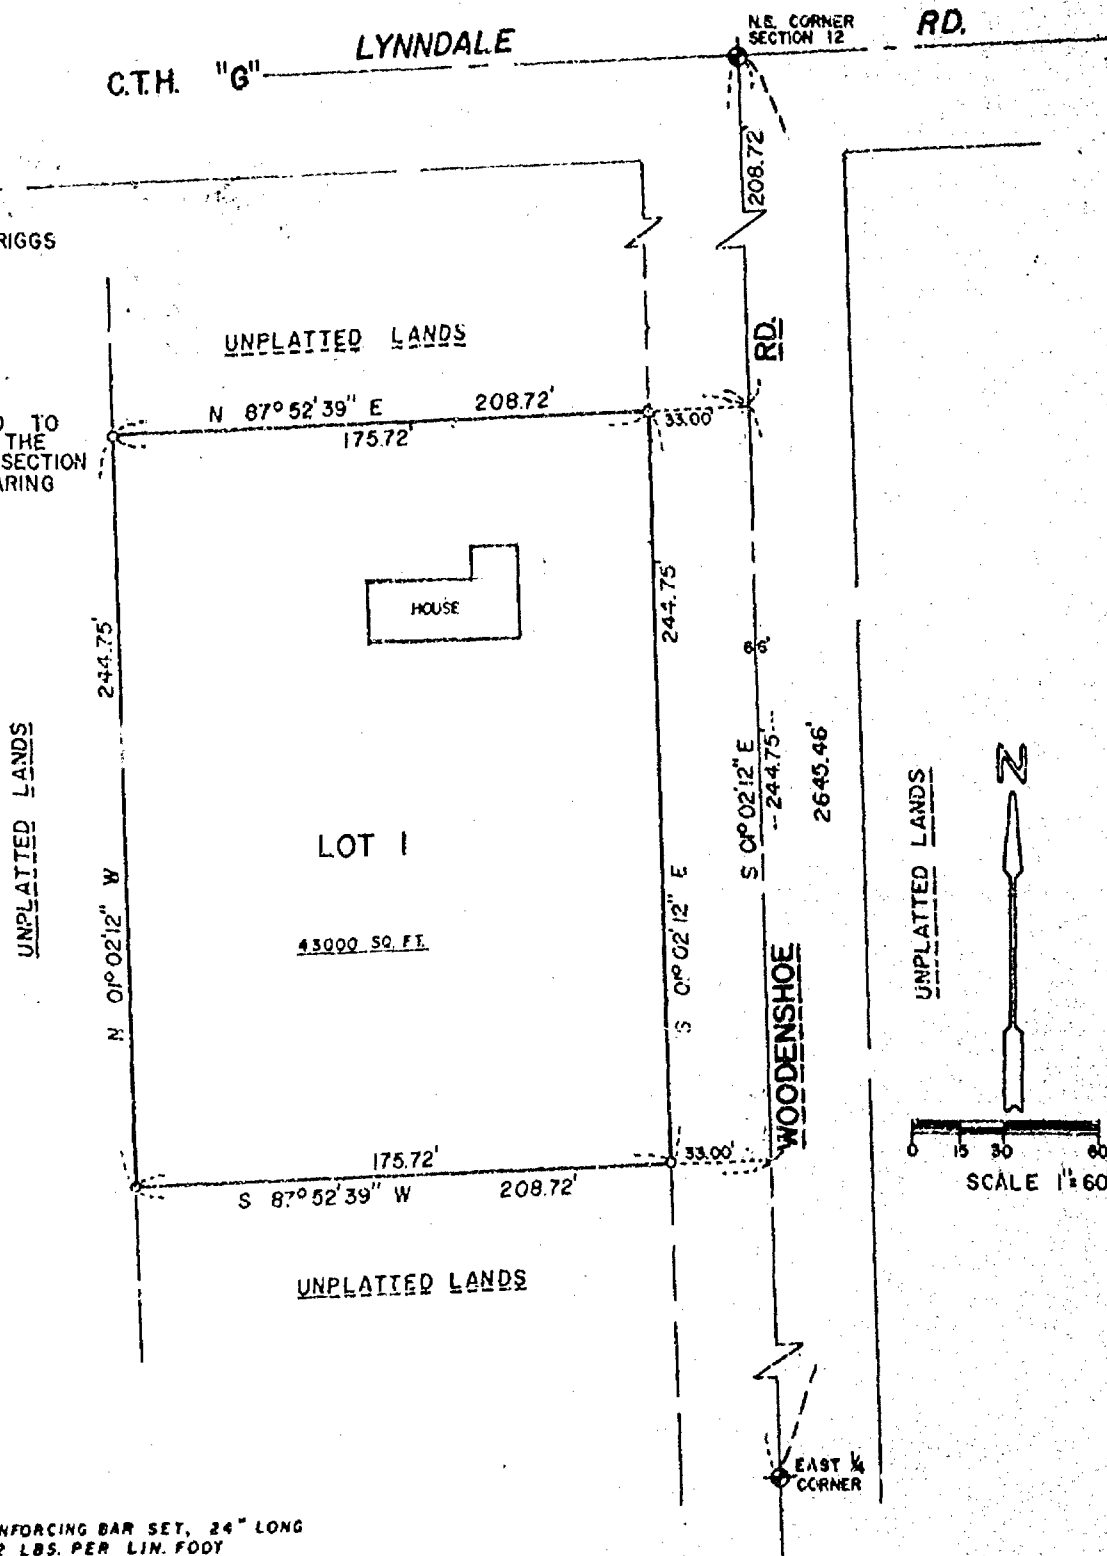 N.E. CORNER
SECTION 12
LYNNDALE
RD.
C.T.H. "G"
208.72'
RIGGS
UNPLATTED LANDS
RD.
N 87° 52' 39" E 208.72'
175.72'
33.00'
TO
THE
SECTION
ARING
HOUSE
244.75'
244.75'
66'
UNPLATTED LANDS
N 01° 02' 12" W
LOT 1
43000 SQ. FT.
S 01° 02' 12" E
S 01° 02' 12" E
244.75'
2645.46'
UNPLATTED LANDS
N
WOODENSHOE
0 15 30 60
SCALE 1"=60
175.72'
33.00'
S 87° 52' 39" W 208.72'
UNPLATTED LANDS
EAST 1/4
CORNER
NFORCING BAR SET, 24" LONG
LBS. PER LIN. FOOT